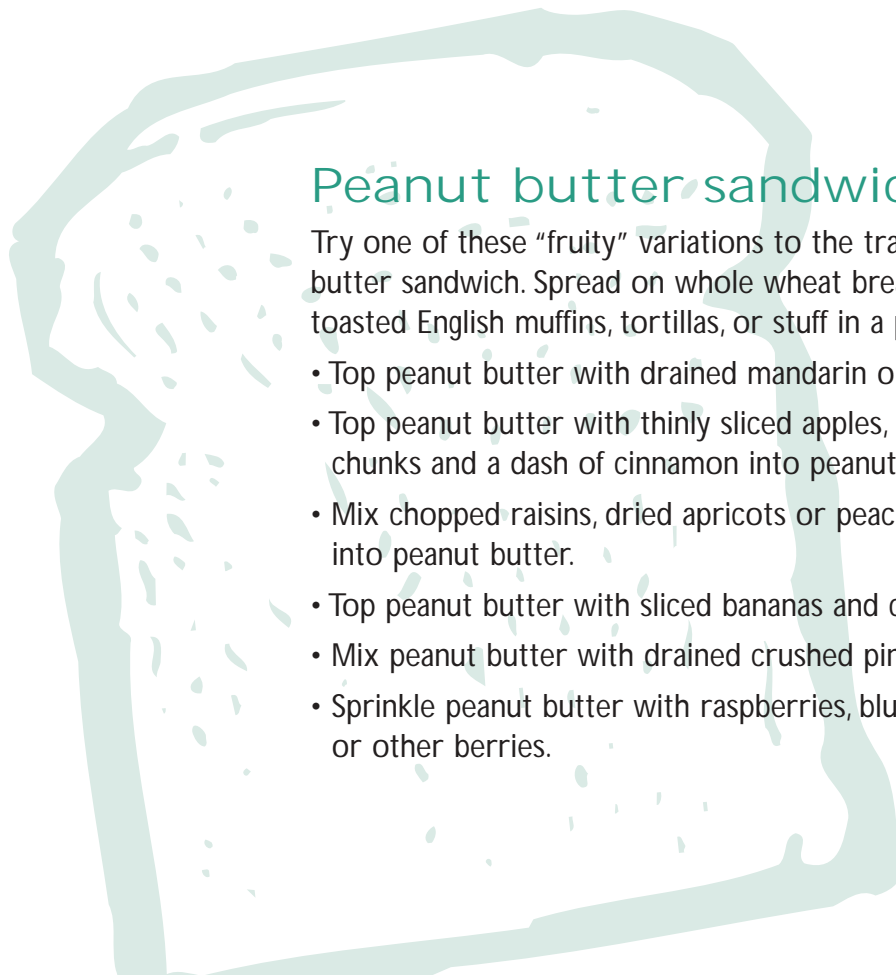 Peanut butter sandwic
Try one of these “fruity” variations to the tra
butter sandwich. Spread on whole wheat bre
toasted English muffins, tortillas, or stuff in a p
• Top peanut butter with drained mandarin o
• Top peanut butter with thinly sliced apples,
chunks and a dash of cinnamon into peanut
• Mix chopped raisins, dried apricots or peac
into peanut butter.
• Top peanut butter with sliced bananas and c
• Mix peanut butter with drained crushed pi
• Sprinkle peanut butter with raspberries, blu
or other berries.